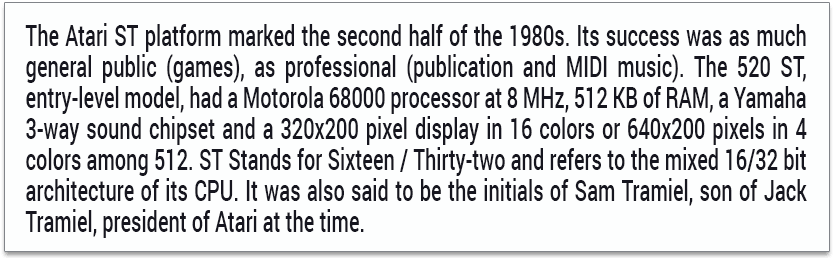 The Atari ST platform marked the second half of the 1980s. Its success was as much
general public (games), as professional (publication and MIDI music). The 520 ST,
entry-level model, had a Motorola 68000 processor at 8 MHz, 512 KB of RAM, a Yamaha
3-way sound chipset and a 320x200 pixel display in 16 colors or 640x200 pixels in 4
colors among 512. ST Stands for Sixteen / Thirty-two and refers to the mixed 16/32 bit
architecture of its CPU. It was also said to be the initials of Sam Tramiel, son of Jack
Tramiel, president of Atari at the time.